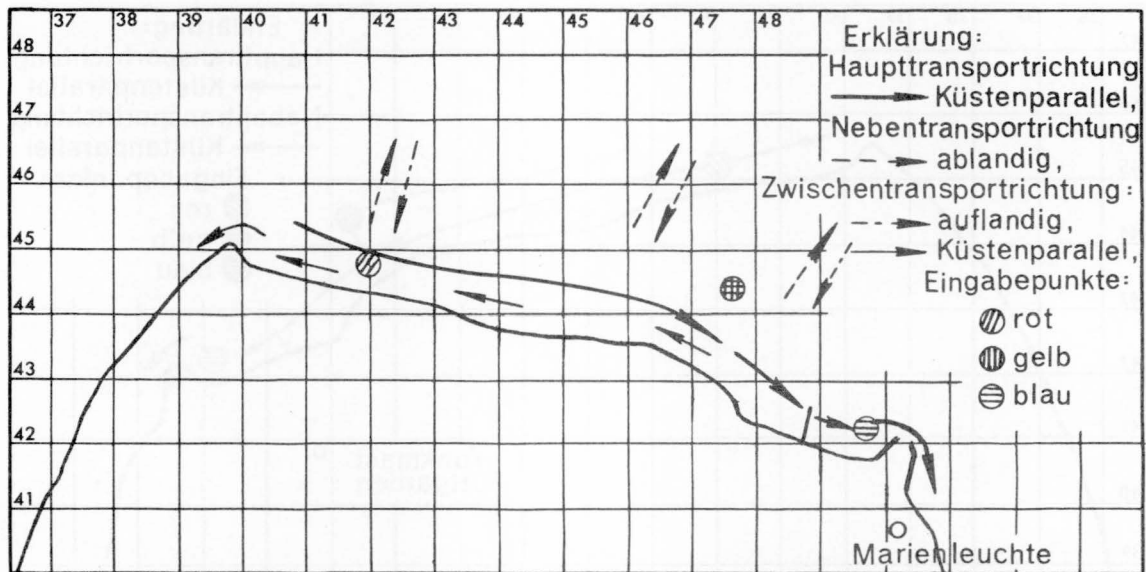 37 38 39 40 41 42 43 44 45 46 47 48
48
47
46
45
44
43
42
41
Erklärung:
Haupttransportrichtung
Küstenparallel,
Nebentransportrichtung
ablandig,
Zwischentransportrichtung:
auflandig,
Küstenparallel,
Eingabepunkte:
rot
gelb
blau
Marienleuchte